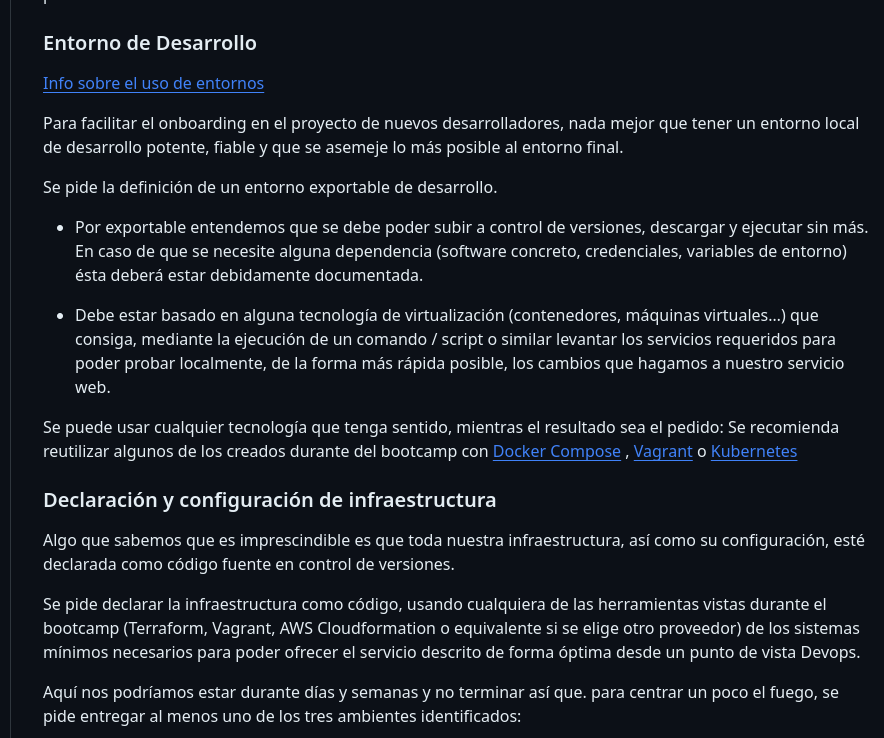 Entorno de Desarrollo
Info sobre el uso de entornos
Para facilitar el onboarding en el proyecto de nuevos desarrolladores, nada mejor que tener un entorno local
de desarrollo potente, fiable y que se asemeje lo más posible al entorno final.
Se pide la definición de un entorno exportable de desarrollo.
• Por exportable entendemos que se debe poder subir a control de versiones, descargar y ejecutar sin más.
En caso de que se necesite alguna dependencia (software concreto, credenciales, variables de entorno)
ésta deberá estar debidamente documentada.
• Debe estar basado en alguna tecnología de virtualización (contenedores, máquinas virtuales...) que
consiga, mediante la ejecución de un comando / script o similar levantar los servicios requeridos para
poder probar localmente, de la forma más rápida posible, los cambios que hagamos a nuestro servicio
web.
Se puede usar cualquier tecnología que tenga sentido, mientras el resultado sea el pedido: Se recomienda
reutilizar algunos de los creados durante del bootcamp con Docker Compose , Vagrant o Kubernetes
Declaración y configuración de infraestructura
Algo que sabemos que es imprescindible es que toda nuestra infraestructura, así como su configuración, esté
declarada como código fuente en control de versiones.
Se pide declarar la infraestructura como código, usando cualquiera de las herramientas vistas durante el
bootcamp (Terraform, Vagrant, AWS Cloudformation o equivalente si se elige otro proveedor) de los sistemas
mínimos necesarios para poder ofrecer el servicio descrito de forma óptima desde un punto de vista Devops.
Aquí nos podríamos estar durante días y semanas y no terminar así que. para centrar un poco el fuego, se
pide entregar al menos uno de los tres ambientes identificados: